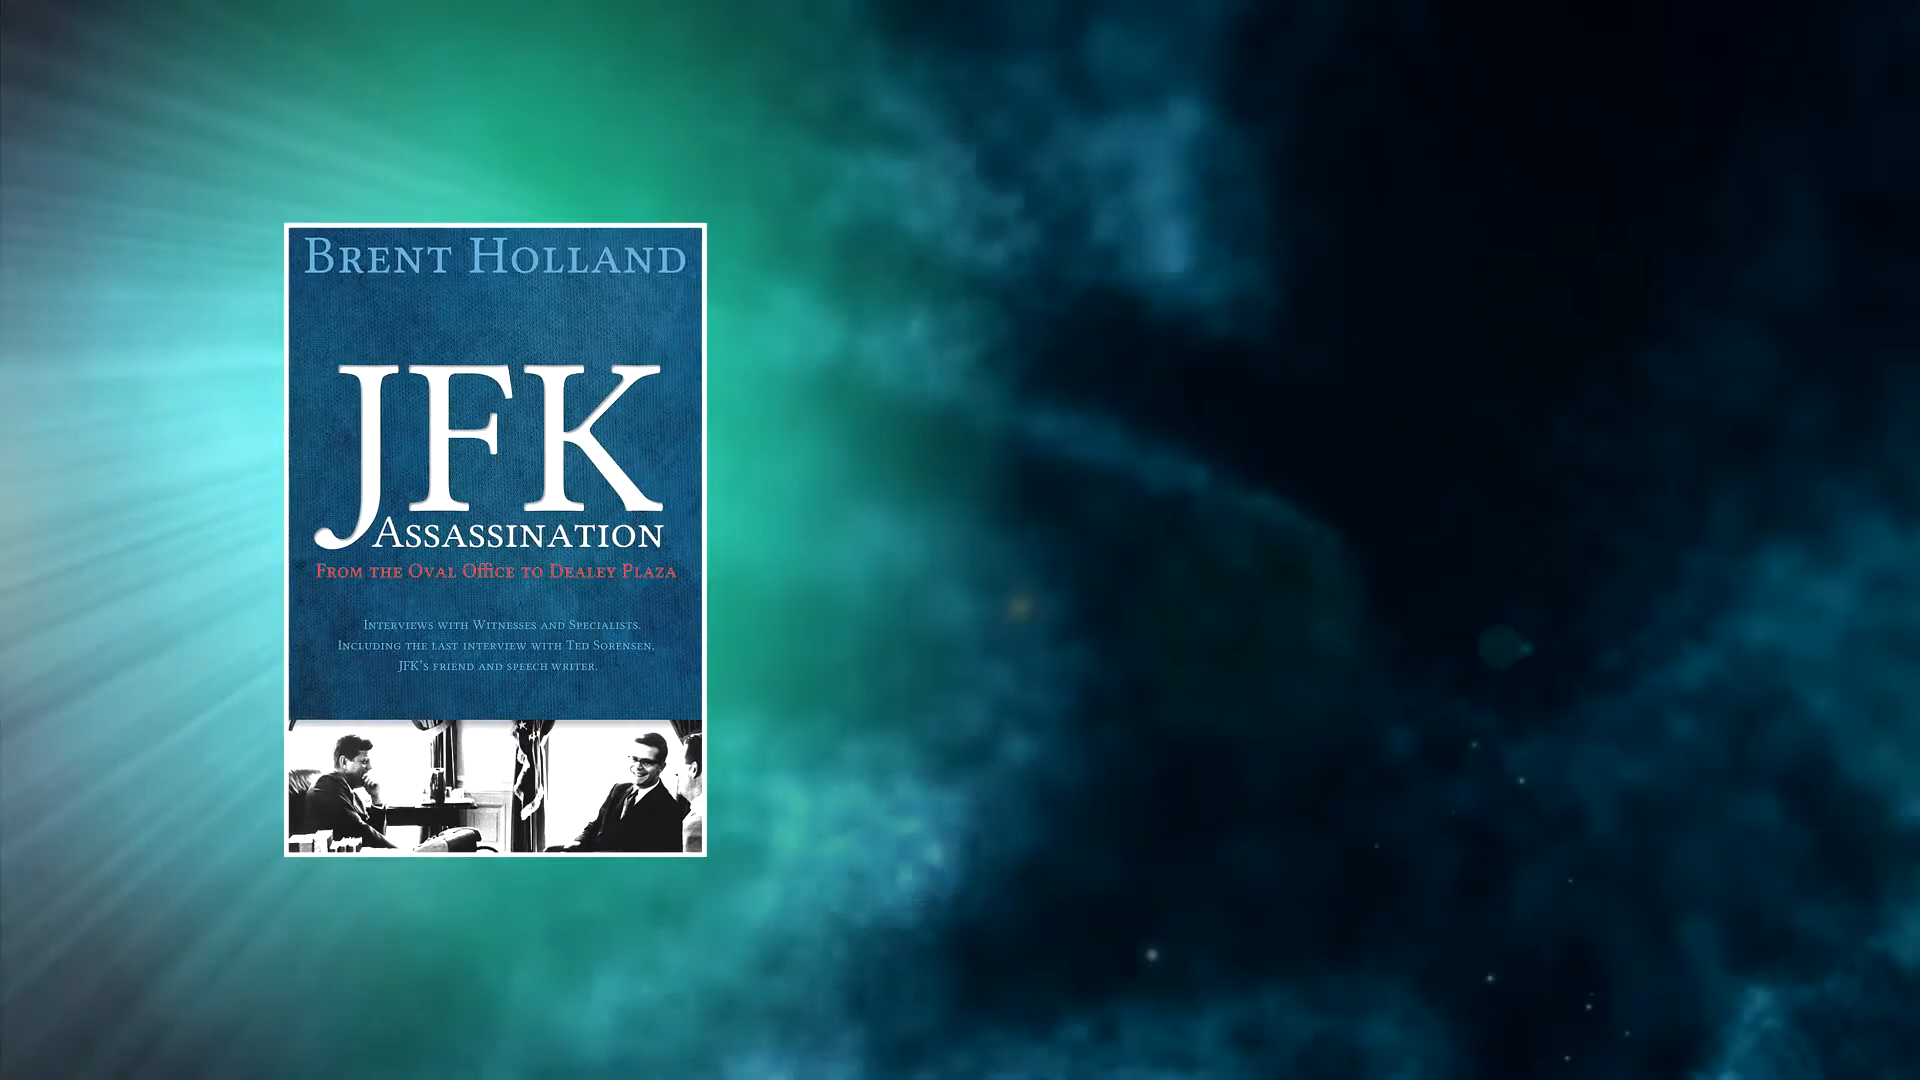 Brent Holland
JFK
Assassination
From the Oval Office to Dealey Plaza
Interviews with Witnesses and Specialists.
Including the last interview with Ted Sorensen,
JFK's friend and speech writer.